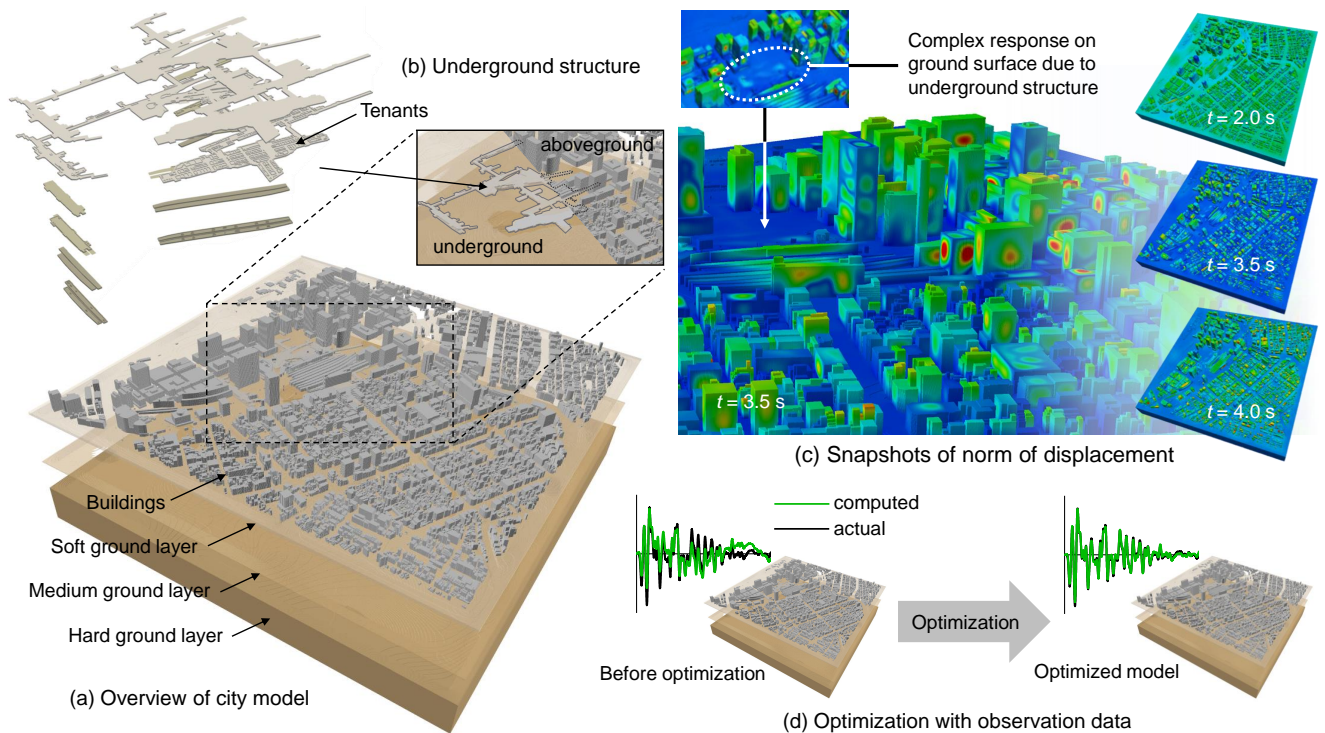 (b) Underground structure
Tenants
aboveground
underground
Buildings
Soft ground layer
Medium ground layer
Hard ground layer
(a) Overview of city model
Complex response on
ground surface due to
underground structure
t = 2.0 s
t = 3.5 s
t = 4.0 s
t = 3.5 s
(c) Snapshots of norm of displacement
computed
actual
Optimization
Before optimization
Optimized model
(d) Optimization with observation data